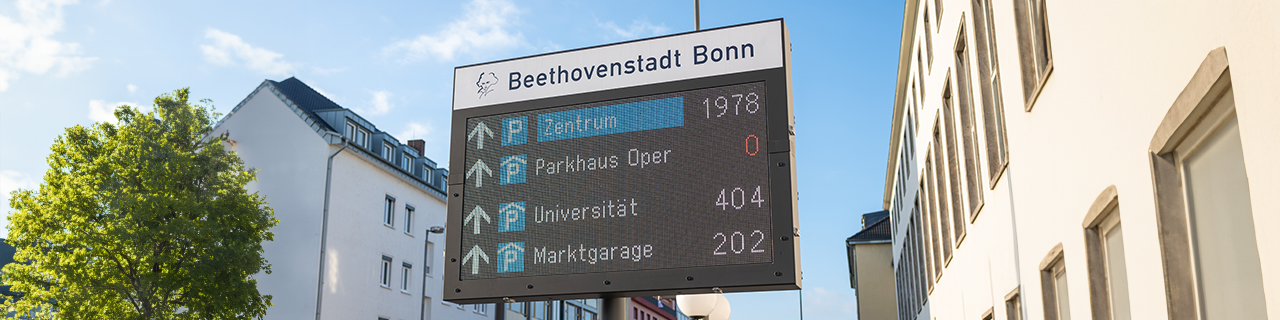 Beethovenstadt Bonn
P Zentrum 1978
P Parkhaus Oper 0
P Universität 404
P Marktgarage 202